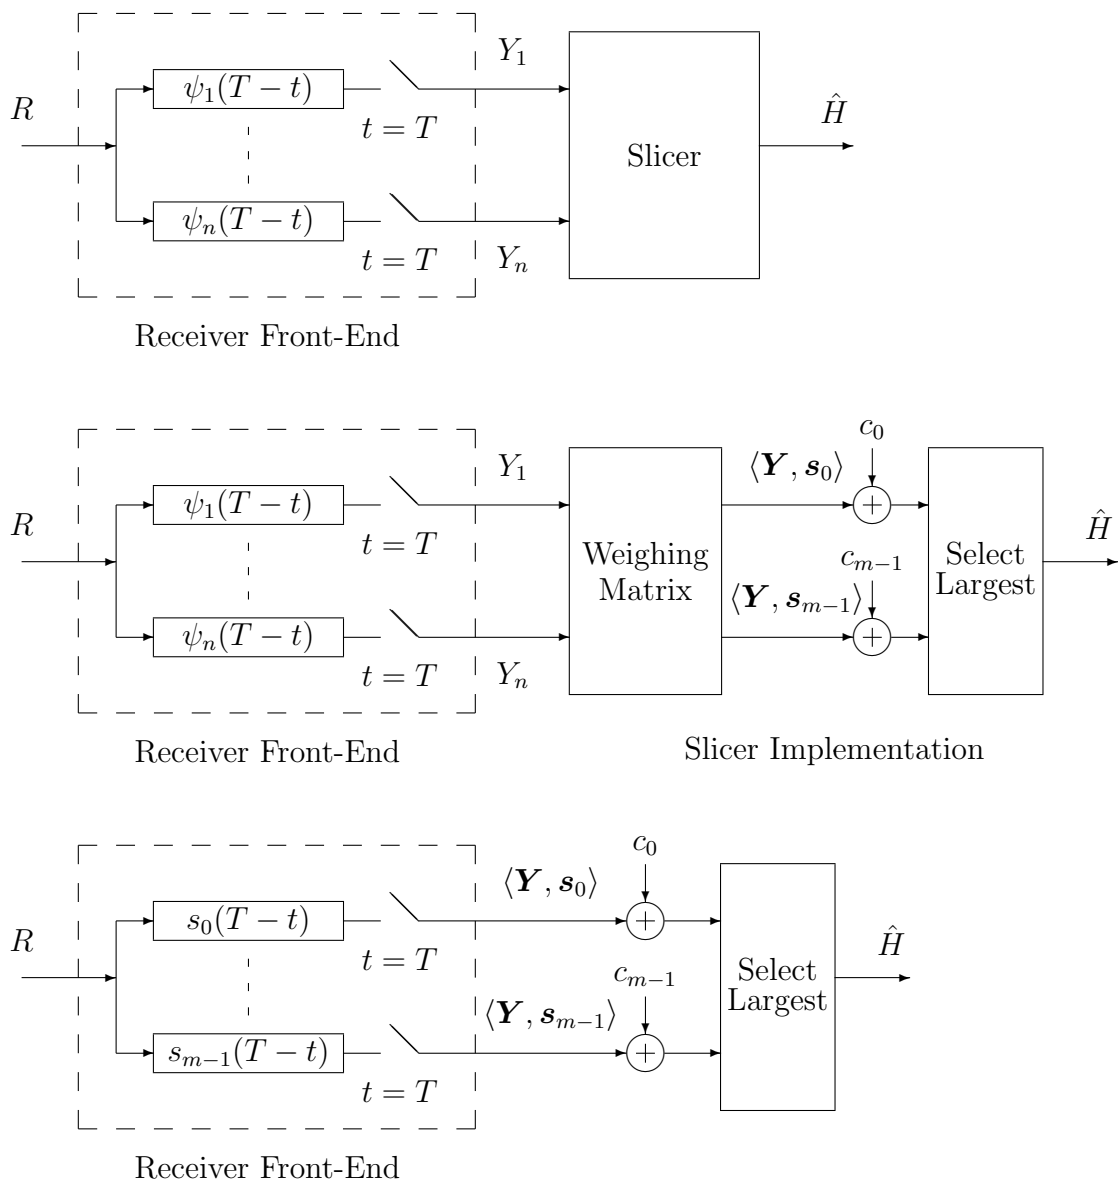 R
ψ₁(T − t)
t = T
Y₁
ψₙ(T − t)
t = T
Yₙ
Slicer
Ĥ
Receiver Front-End
R
ψ₁(T − t)
t = T
Y₁
ψₙ(T − t)
t = T
Yₙ
Weighing
Matrix
⟨Y, s₀⟩
c₀
+
⟨Y, sₘ₋₁⟩
cₘ₋₁
+
Select
Largest
Ĥ
Receiver Front-End
Slicer Implementation
R
s₀(T − t)
t = T
⟨Y, s₀⟩
c₀
+
sₘ₋₁(T − t)
t = T
⟨Y, sₘ₋₁⟩
cₘ₋₁
+
Select
Largest
Ĥ
Receiver Front-End